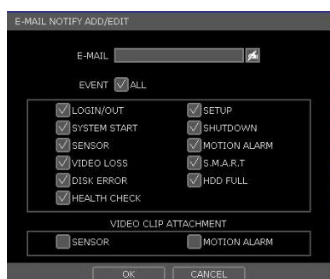 E-MAIL NOTIFY ADD/EDIT
E-MAIL
EVENT ALL
LOGIN/OUT SETUP
SYSTEM START SHUTDOWN
SENSOR MOTION ALARM
VIDEO LOSS S.M.A.R.T
DISK ERROR HDD FULL
HEALTH CHECK
VIDEO CLIP ATTACHMENT
SENSOR MOTION ALARM
OK CANCEL